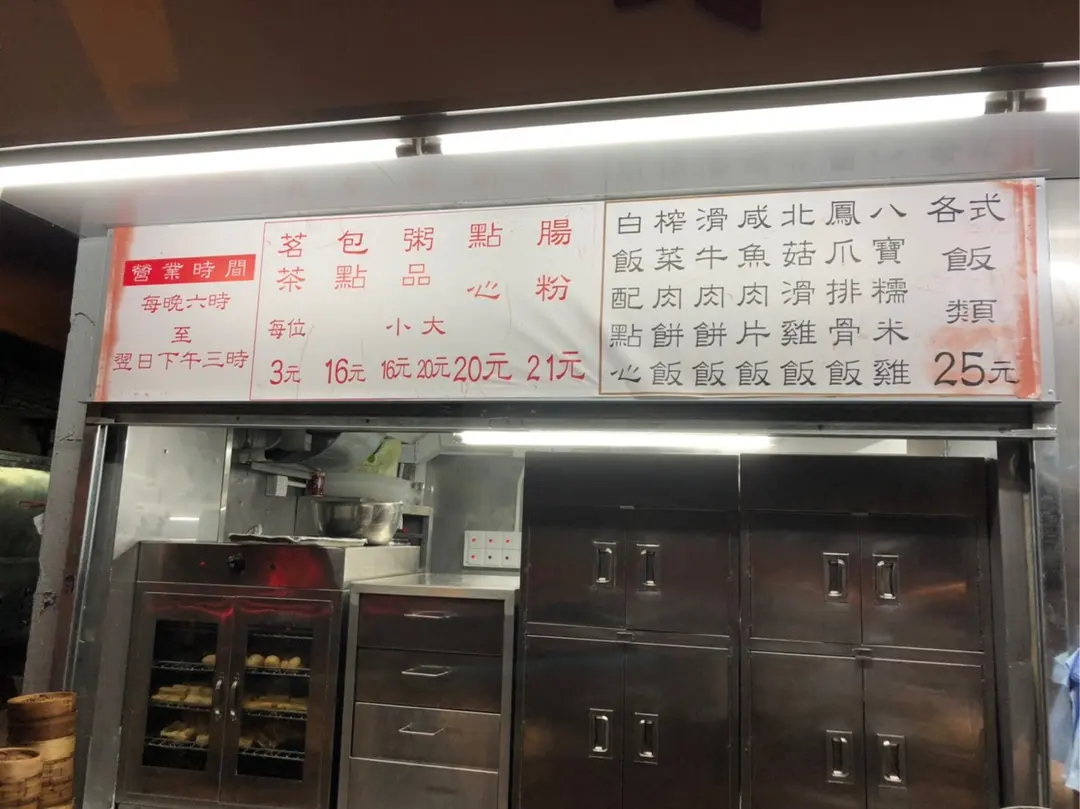 營業時間
每晚六時
至
翌日下午三時
茗茶
每位
3元
包點
16元
粥品
小 大
16元 20元
點心
20元
腸粉
21元
各式飯類
25元
八寶糯米雞
鳳爪排骨飯
北菇滑雞飯
咸魚肉片飯
滑牛肉餅飯
榨菜肉餅飯
白飯配點心